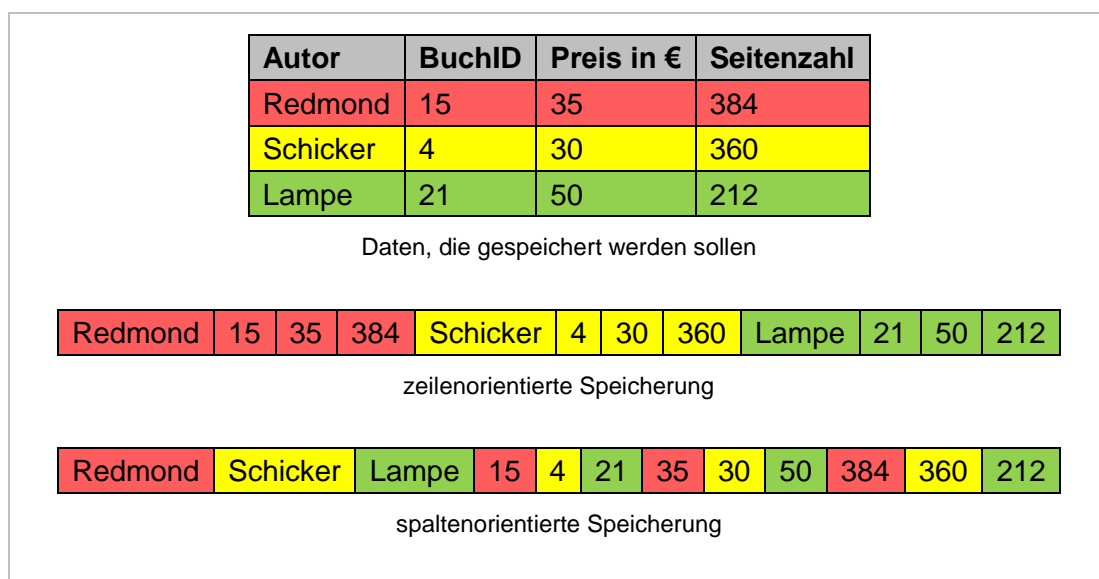 Autor BuchID Preis in € Seitenzahl
Redmond 15 35 384
Schicker 4 30 360
Lampe 21 50 212
Daten, die gespeichert werden sollen
Redmond 15 35 384 Schicker 4 30 360 Lampe 21 50 212
zeilenorientierte Speicherung
Redmond Schicker Lampe 15 4 21 35 30 50 384 360 212
spaltenorientierte Speicherung